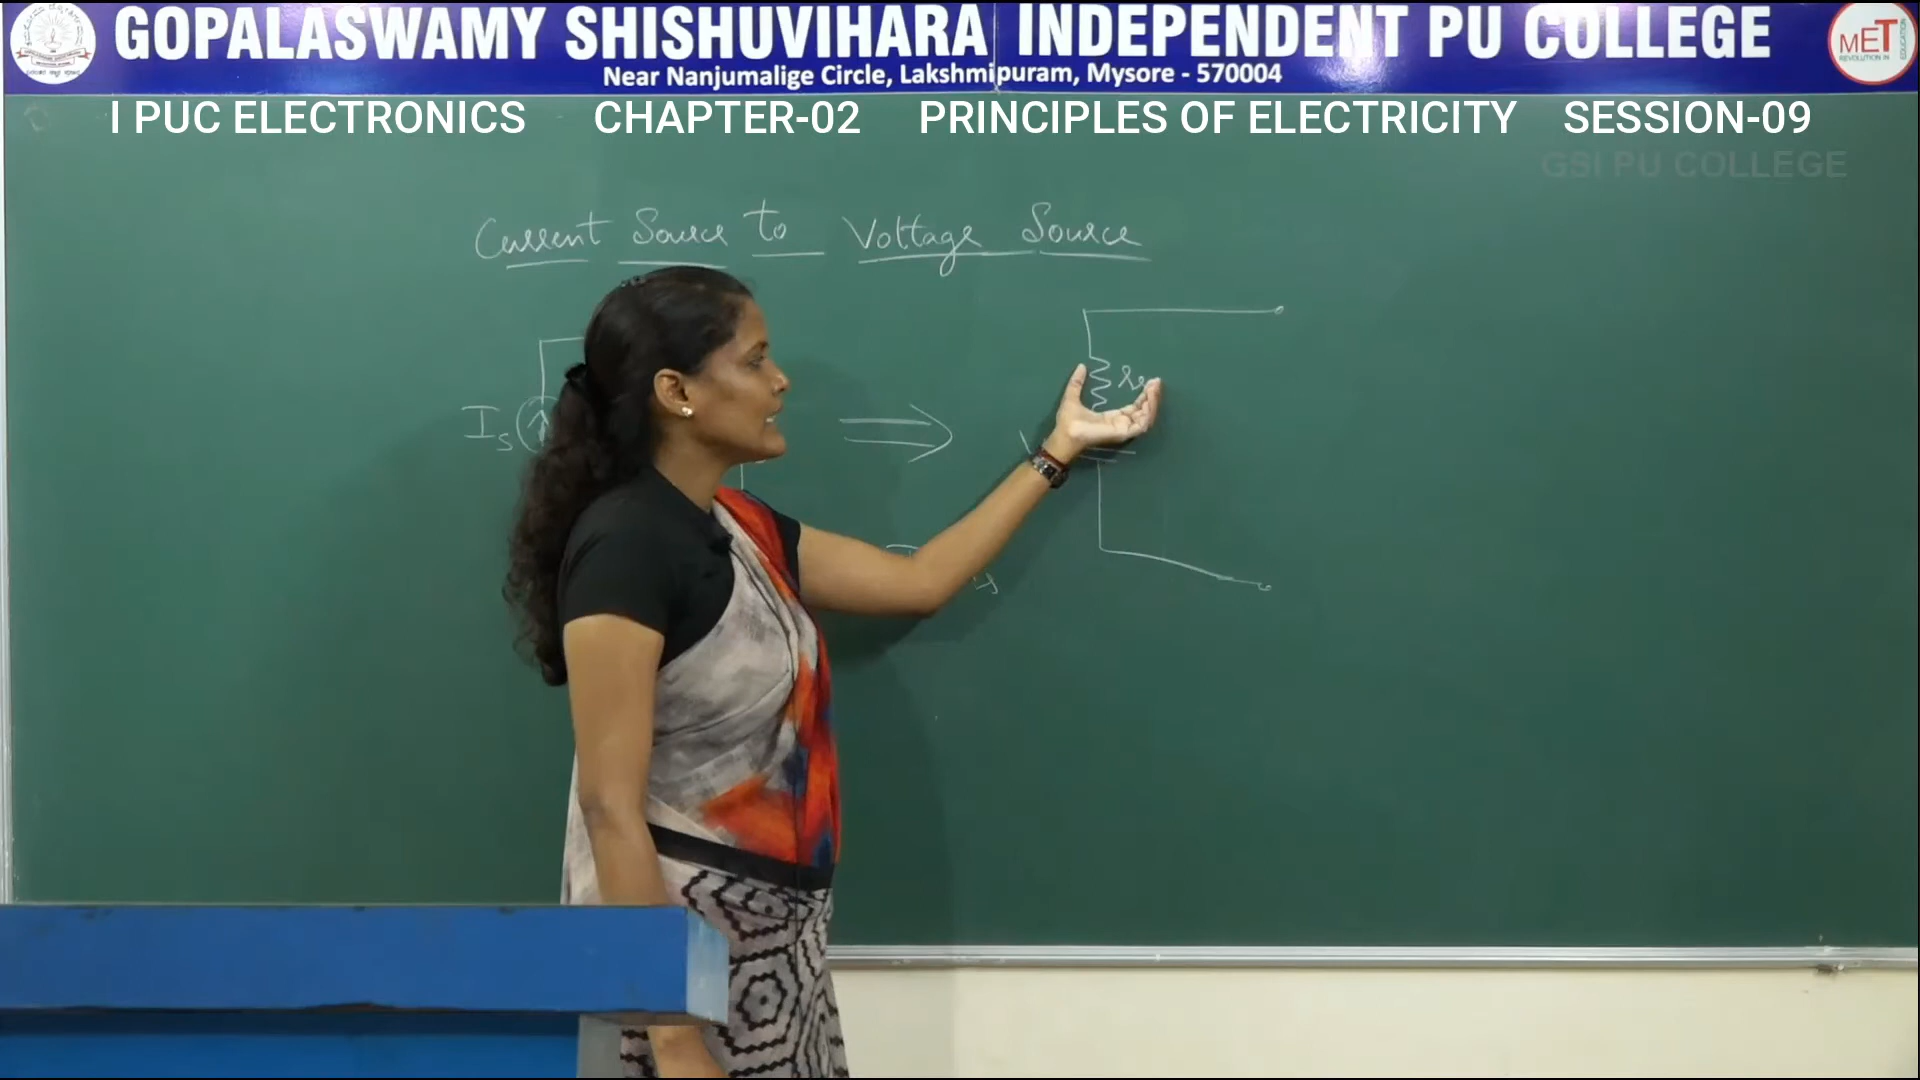 GOPALASWAMY SHISHUVIHARA INDEPENDENT PU COLLEGE
Near Nanjumalige Circle, Lakshmipuram, Mysore - 570004
MET
I PUC ELECTRONICS CHAPTER-02 PRINCIPLES OF ELECTRICITY SESSION-09
GSI PU COLLEGE
Current Source to Voltage Source
Is